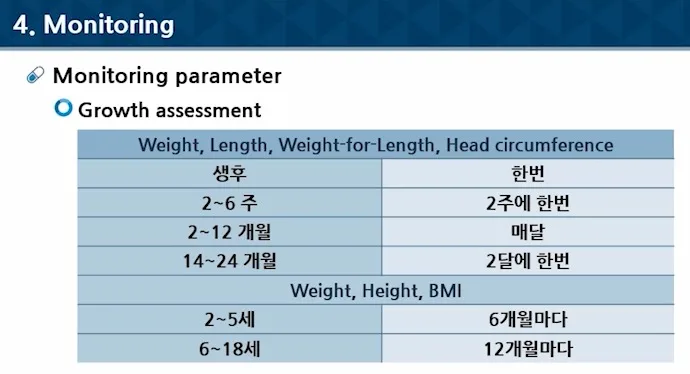 4. Monitoring
Monitoring parameter
Growth assessment
Weight, Length, Weight-for-Length, Head circumference
생후 한번
2~6 주 2주에 한번
2~12 개월 매달
14~24 개월 2달에 한번
Weight, Height, BMI
2~5세 6개월마다
6~18세 12개월마다